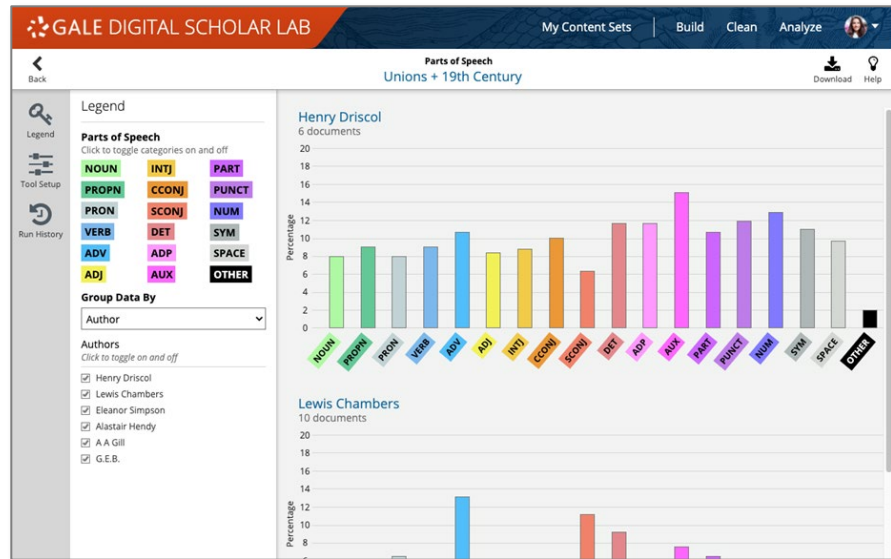 GALE DIGITAL SCHOLAR LAB
My Content Sets
Build
Clean
Analyze
Back
Parts of Speech
Unions + 19th Century
Download
Help
Legend
Tool Setup
Run History
Legend
Parts of Speech
Click to toggle categories on and off
NOUN INTJ PART
PROPN CCONJ PUNCT
PRON SCONJ NUM
VERB DET SYM
ADV ADP SPACE
ADJ AUX OTHER
Group Data By
Author
Authors
Click to toggle on and off
Henry Driscol
Lewis Chambers
Eleanor Simpson
Alastair Hendy
A A Gill
G.E.B.
Henry Driscol
6 documents
20
18
16
14
12
10
8
6
4
2
0
Percentage
NOUN PROPN PRON VERB ADV ADJ INTJ CCONJ SCONJ DET ADP AUX PART PUNCT NUM SYM SPACE OTHER
Lewis Chambers
10 documents
20
18
16
14
12
10
8
Percentage